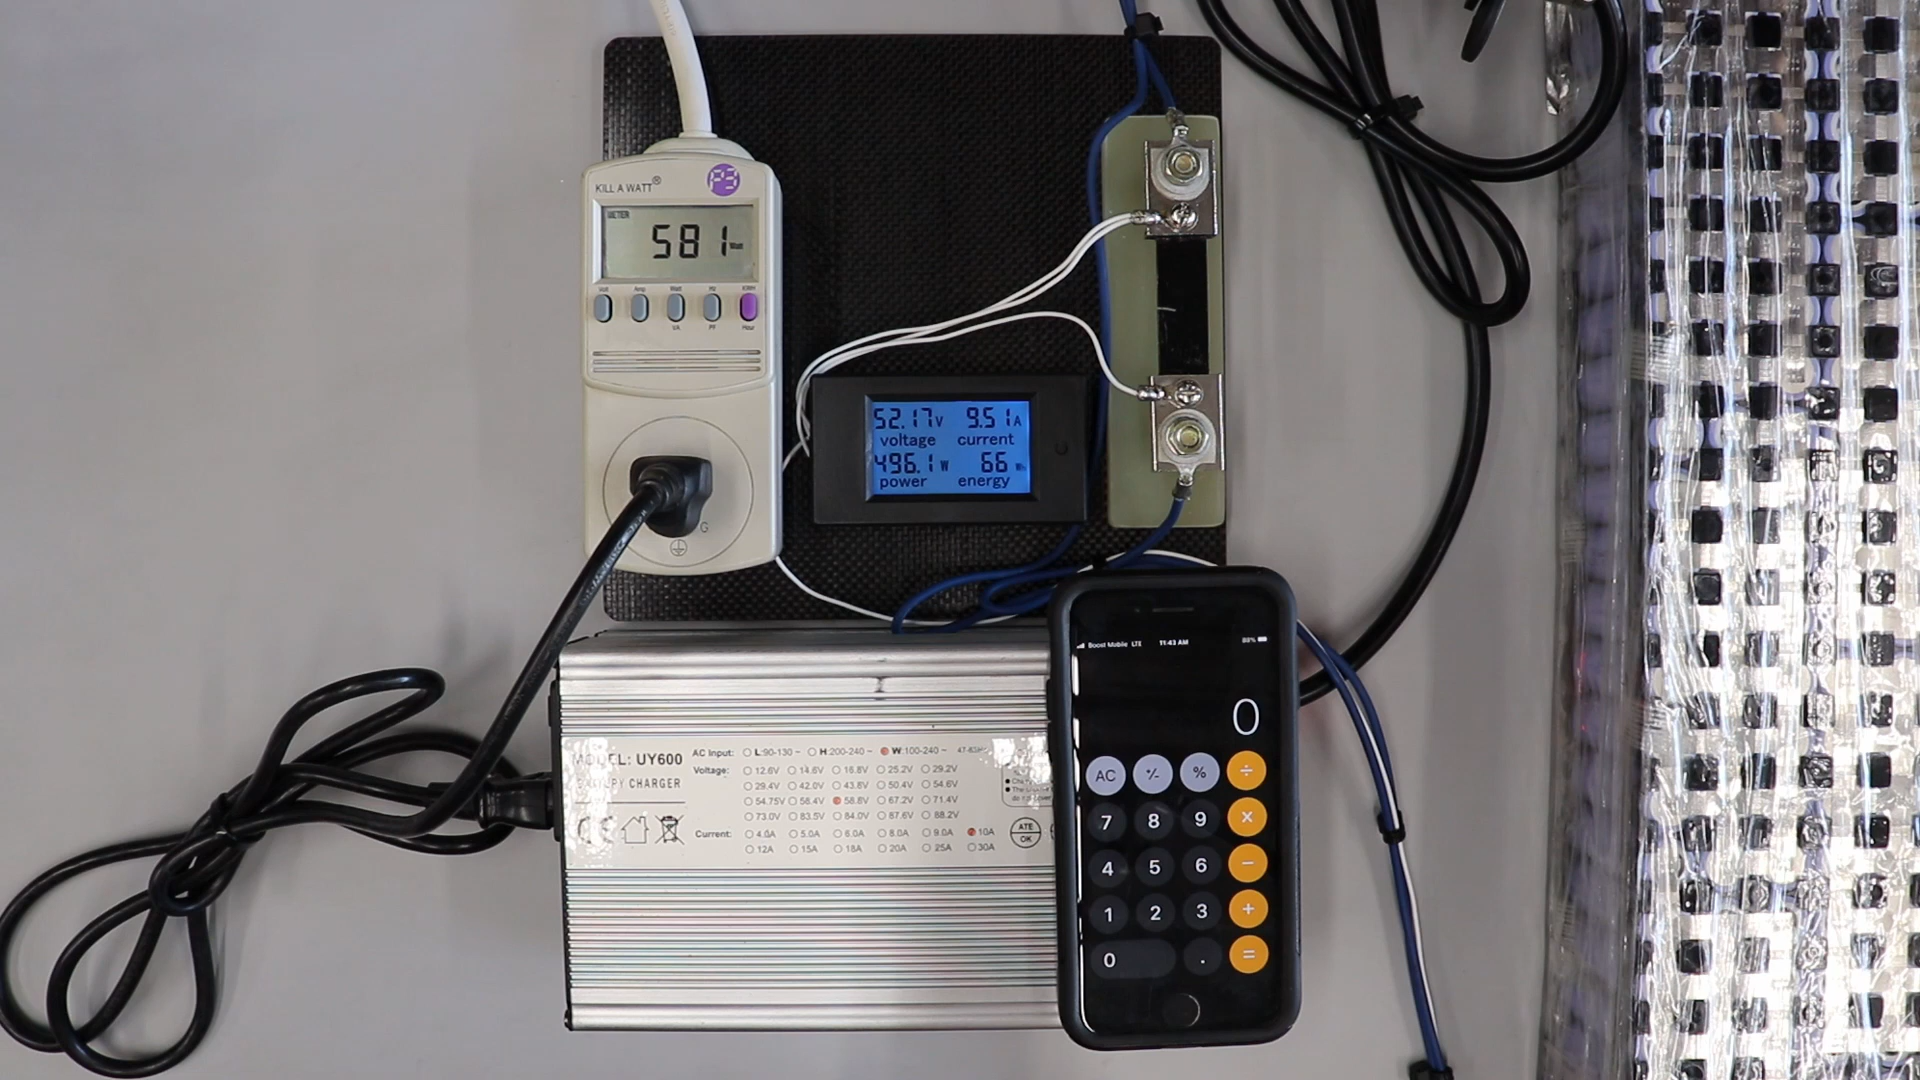 KILL A WATT®
P3
METER
581 Watt
Volt Amp Watt Hz KWH
VA PF Hour
G
52.17V 9.51A
voltage current
496.1W 66Wh
power energy
Boost Mobile LTE 11:43 AM 88%
0
AC +/- % ÷
7 8 9 ×
4 5 6 −
1 2 3 +
0 . =
MODEL: UY600
BATTERY CHARGER
CE
AC Input: L:90-130~ H:200-240~ W:100-240~
Voltage: 12.6V 14.6V 16.8V 25.2V 29.2V
29.4V 42.0V 43.8V 50.4V 54.6V
54.75V 58.4V 58.8V 67.2V 71.4V
73.0V 83.5V 84.0V 87.6V 88.2V
Current: 4.0A 5.0A 6.0A 8.0A 9.0A 10A
12A 15A 18A 20A 25A 30A
ATE
OK